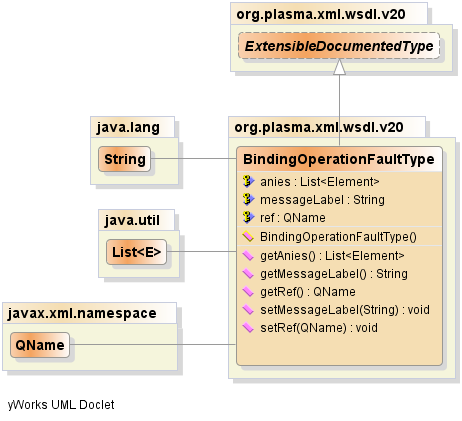 org.plasma.xml.wsdl.v20
ExtensibleDocumentedType
java.lang
String
org.plasma.xml.wsdl.v20
BindingOperationFaultType
anies : List<Element>
messageLabel : String
ref : QName
BindingOperationFaultType()
getAnies() : List<Element>
getMessageLabel() : String
getRef() : QName
setMessageLabel(String) : void
setRef(QName) : void
java.util
List<E>
javax.xml.namespace
QName
yWorks UML Doclet